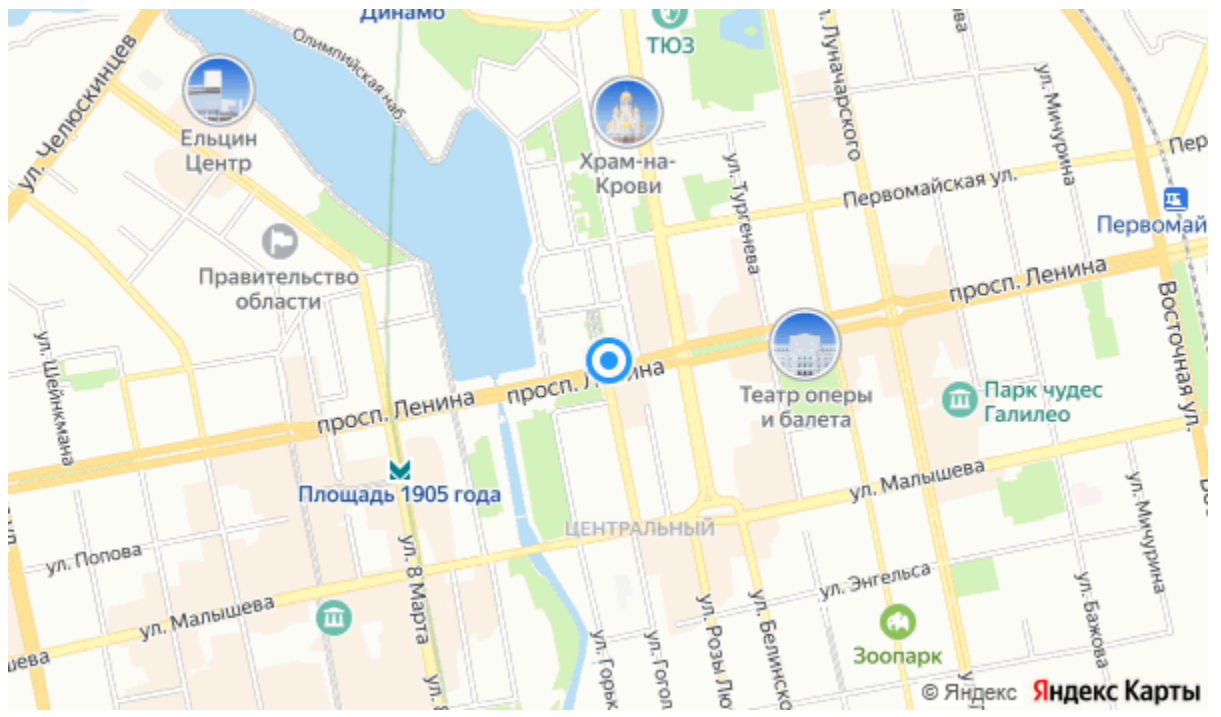 Динамо
Олимпийская наб.
ТЮЗ
ул. Луначарского
ул. Челюскинцев
Ельцин
Центр
Храм-на-
Крови
ул. Мичурина
Пер
Первомайская ул.
ул. Тургенева
Первомай
Правительство
области
просп. Ленина
Восточная ул.
ул. Шейнкмана
просп. Ленина
просп. Ленина
Театр оперы
и балета
Парк чудес
Галилео
Площадь 1905 года
ул. Малышева
ЦЕНТРАЛЬНЫЙ
ул. Попова
ул. 8 Марта
ул. Энгельса
ул. Мичурина
ул. Бажова
ул. Малышева
ул. Горьк
ул. Гогол
ул. Розы Лю
ул. Белинско
Зоопарк
шева
© Яндекс Яндекс Карты